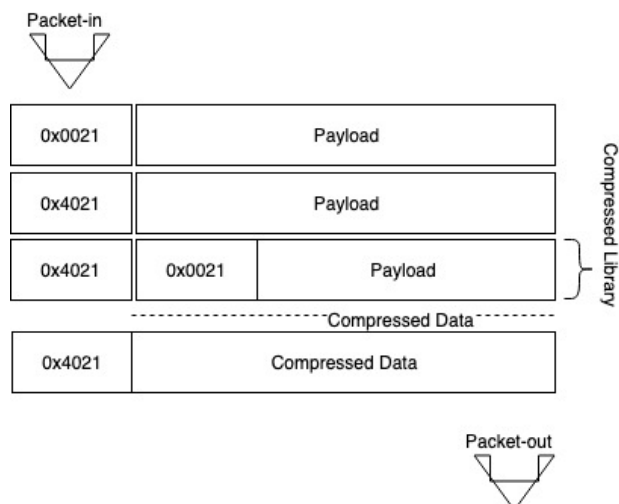 Packet-in
0x0021 Payload
0x4021 Payload
0x4021 0x0021 Payload
Compressed Library
Compressed Data
0x4021 Compressed Data
Packet-out